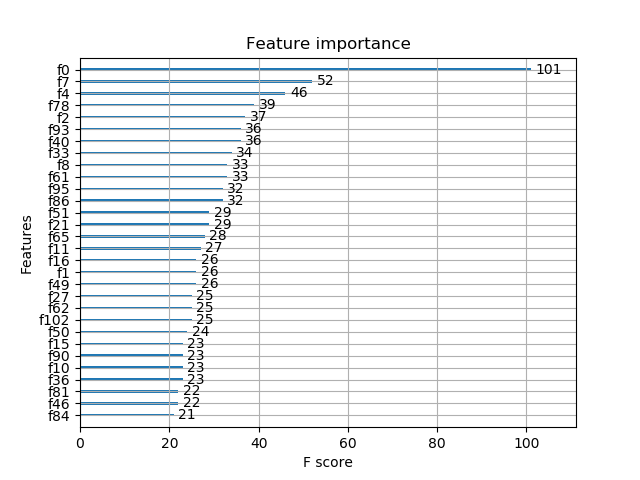 Feature importance
f0 101
f7 52
f4 46
f78 39
f2 37
f93 36
f40 36
f33 34
f8 33
f61 33
f95 32
f86 32
f51 29
f21 29
f65 28
f11 27
f16 26
f1 26
f49 26
f27 25
f62 25
f102 25
f50 24
f15 23
f90 23
f10 23
f36 23
f81 22
f46 22
f84 21
Features
0 20 40 60 80 100
F score